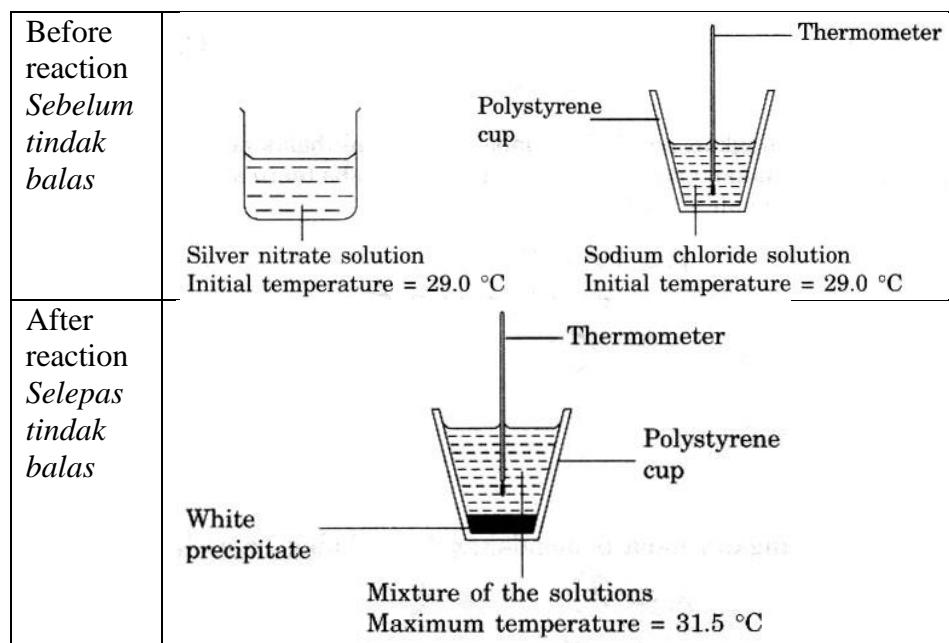 Before
reaction
Sebelum
tindak
balas
Thermometer
Polystyrene
cup
Silver nitrate solution
Initial temperature = 29.0 °C
Sodium chloride solution
Initial temperature = 29.0 °C
After
reaction
Selepas
tindak
balas
Thermometer
Polystyrene
cup
White
precipitate
Mixture of the solutions
Maximum temperature = 31.5 °C